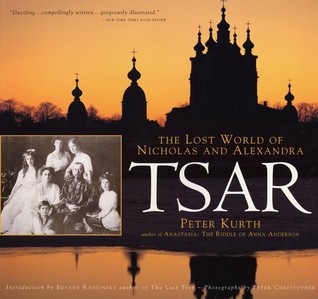 "Dazzling ... compellingly written ... gorgeously illustrated."
— NEW YORK TIMES BOOK REVIEW
THE LOST WORLD OF
NICHOLAS AND ALEXANDRA
TSAR
PETER KURTH
author of ANASTASIA: THE RIDDLE OF ANNA ANDERSON
Introduction by EDVARD RADZINSKY author of The Last Tsar – Photographs by PETER CHRISTOPHER